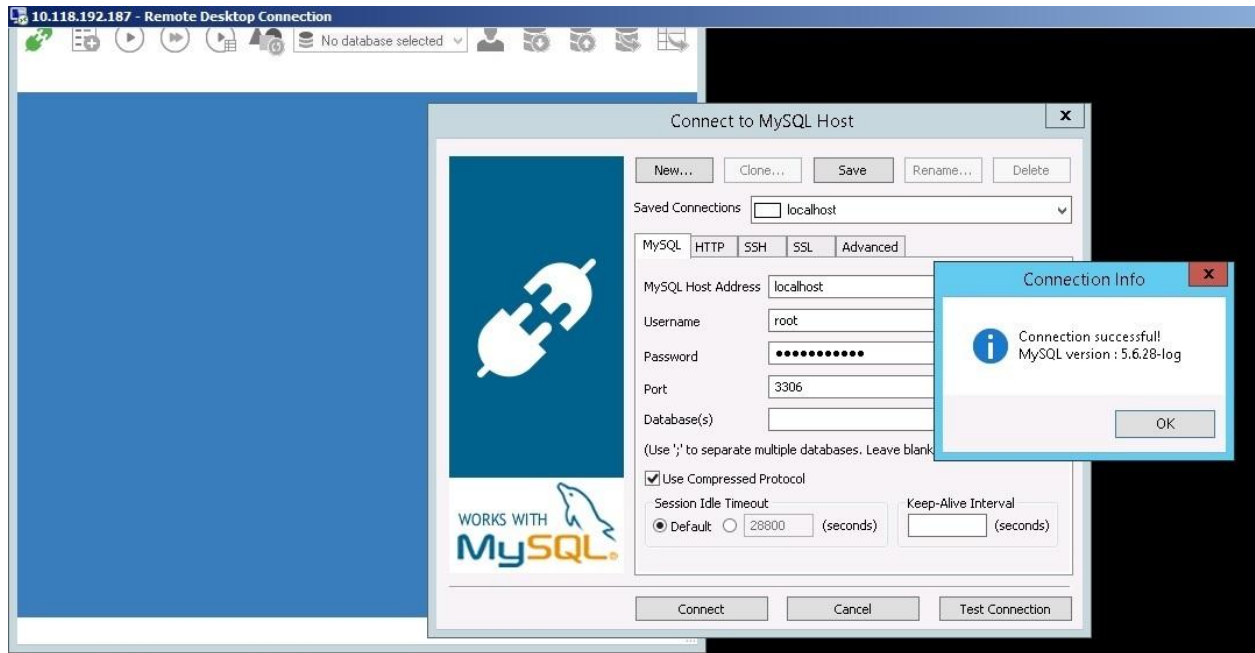 10.118.192.187 - Remote Desktop Connection
No database selected
Connect to MySQL Host
x
New... Clone... Save Rename... Delete
Saved Connections localhost
MySQL HTTP SSH SSL Advanced
Connection Info
x
MySQL Host Address localhost
Username root
Connection successful!
MySQL version : 5.6.28-log
Password •••••••••••
Port 3306
OK
Database(s)
(Use ';' to separate multiple databases. Leave blank
Use Compressed Protocol
Session Idle Timeout Keep-Alive Interval
Default 28800 (seconds) (seconds)
WORKS WITH
MySQL
Connect Cancel Test Connection